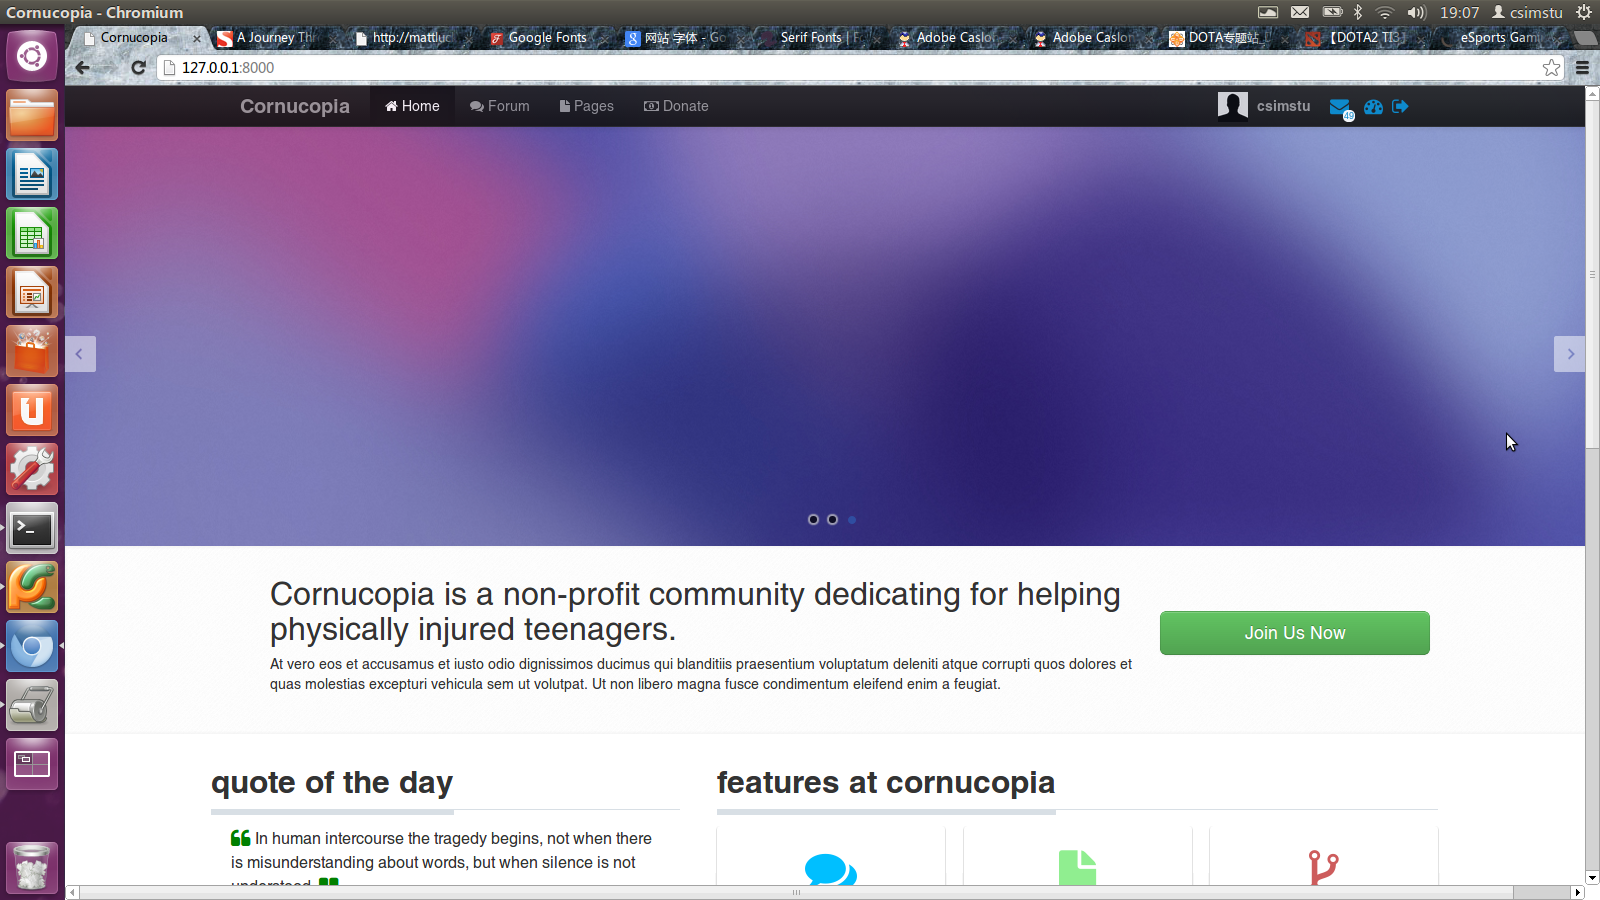 Cornucopia - Chromium
19:07 csimstu
Cornucopia
A Journey Th
http://mattluc
Google Fonts
网站 字体 - Go
Serif Fonts | F
Adobe Caslon
Adobe Caslon
DOTA专题站_
【DOTA2 TI3】
eSports Gam
127.0.0.1:8000
Cornucopia Home Forum Pages Donate csimstu 49
Cornucopia is a non-profit community dedicating for helping
physically injured teenagers.
At vero eos et accusamus et iusto odio dignissimos ducimus qui blanditiis praesentium voluptatum deleniti atque corrupti quos dolores et
quas molestias excepturi vehicula sem ut volutpat. Ut non libero magna fusce condimentum eleifend enim a feugiat.
Join Us Now
quote of the day
In human intercourse the tragedy begins, not when there
is misunderstanding about words, but when silence is not
understood.
features at cornucopia